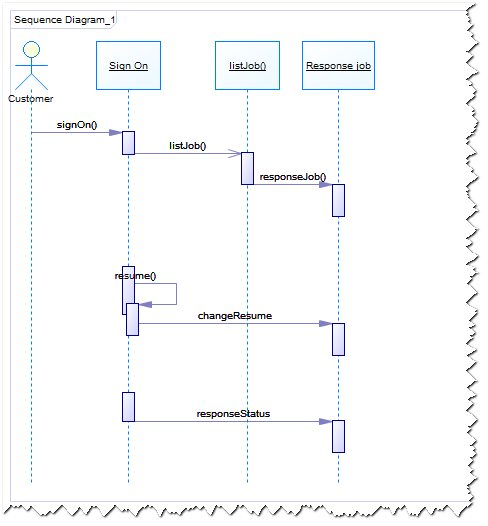 Sequence Diagram_1
Sign On
listJob()
Response job
Customer
signOn()
listJob()
responseJob()
resume()
changeResume
responseStatus